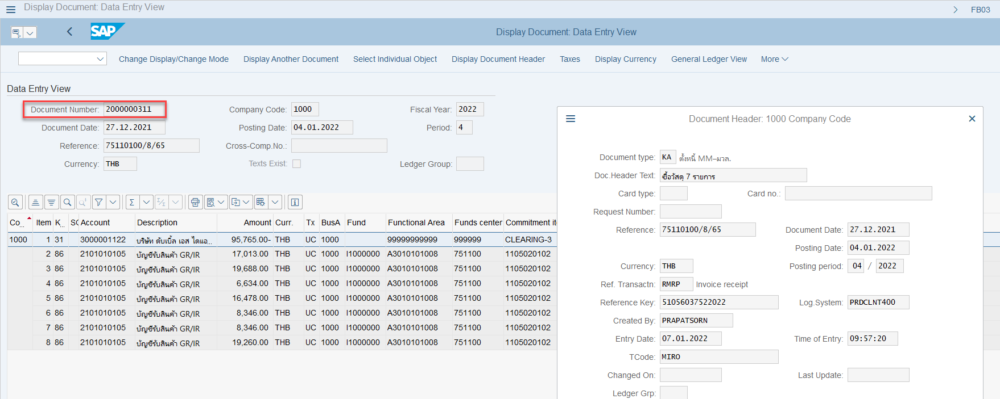 Display Document: Data Entry View
FB03
SAP
Display Document: Data Entry View
Change Display/Change Mode Display Another Document Select Individual Object Display Document Header Taxes Display Currency General Ledger View More
Data Entry View
Document Number: 2000000311 Company Code: 1000 Fiscal Year: 2022
Document Date: 27.12.2021 Posting Date: 04.01.2022 Period: 4
Reference: 75110100/8/65 Cross-Comp.No.:
Currency: THB Texts Exist: Ledger Group:
Co... Item K... SG Account Description Amount Curr. Tx BusA Fund Functional Area Funds center Commitment it
1000 1 31 3000001122 บริษัท ดับเบิ้ล เอส ไดแอ... 95,765.00- THB UC 1000 99999999999 999999 CLEARING-3
2 86 2101010105 บัญชีรับสินค้า GR/IR 17,013.00 THB UC 1000 I1000000 A3010101008 751100 1105020102
3 86 2101010105 บัญชีรับสินค้า GR/IR 19,688.00 THB UC 1000 I1000000 A3010101008 751100 1105020102
4 86 2101010105 บัญชีรับสินค้า GR/IR 6,634.00 THB UC 1000 I1000000 A3010101008 751100 1105020102
5 86 2101010105 บัญชีรับสินค้า GR/IR 16,478.00 THB UC 1000 I1000000 A3010101008 751100 1105020102
6 86 2101010105 บัญชีรับสินค้า GR/IR 8,346.00 THB UC 1000 I1000000 A3010101008 751100 1105020102
7 86 2101010105 บัญชีรับสินค้า GR/IR 8,346.00 THB UC 1000 I1000000 A3010101008 751100 1105020102
8 86 2101010105 บัญชีรับสินค้า GR/IR 19,260.00 THB UC 1000 I1000000 A3010101008 751100 1105020102
Document Header: 1000 Company Code
Document type: KA ตั้งหนี้ MM–มวล.
Doc.Header Text: ซื้อวัสดุ 7 รายการ
Card type: Card no.:
Request Number:
Reference: 75110100/8/65 Document Date: 27.12.2021
Posting Date: 04.01.2022
Currency: THB Posting period: 04 / 2022
Ref. Transactn: RMRP Invoice receipt
Reference Key: 51056037522022 Log.System: PRDCLNT400
Created By: PRAPATSORN
Entry Date: 07.01.2022 Time of Entry: 09:57:20
TCode: MIRO
Changed On: Last Update:
Ledger Grp: